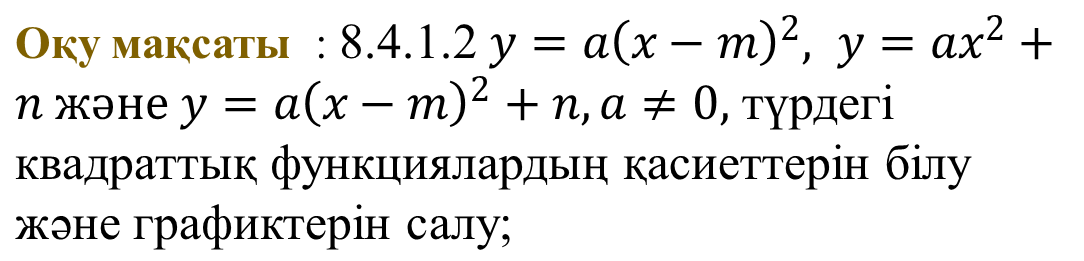 Оқу мақсаты : 8.4.1.2 y = a(x − m)², y = ax² +
n және y = a(x − m)² + n, a ≠ 0, түрдегі
квадраттық функциялардың қасиеттерін білу
және графиктерін салу;